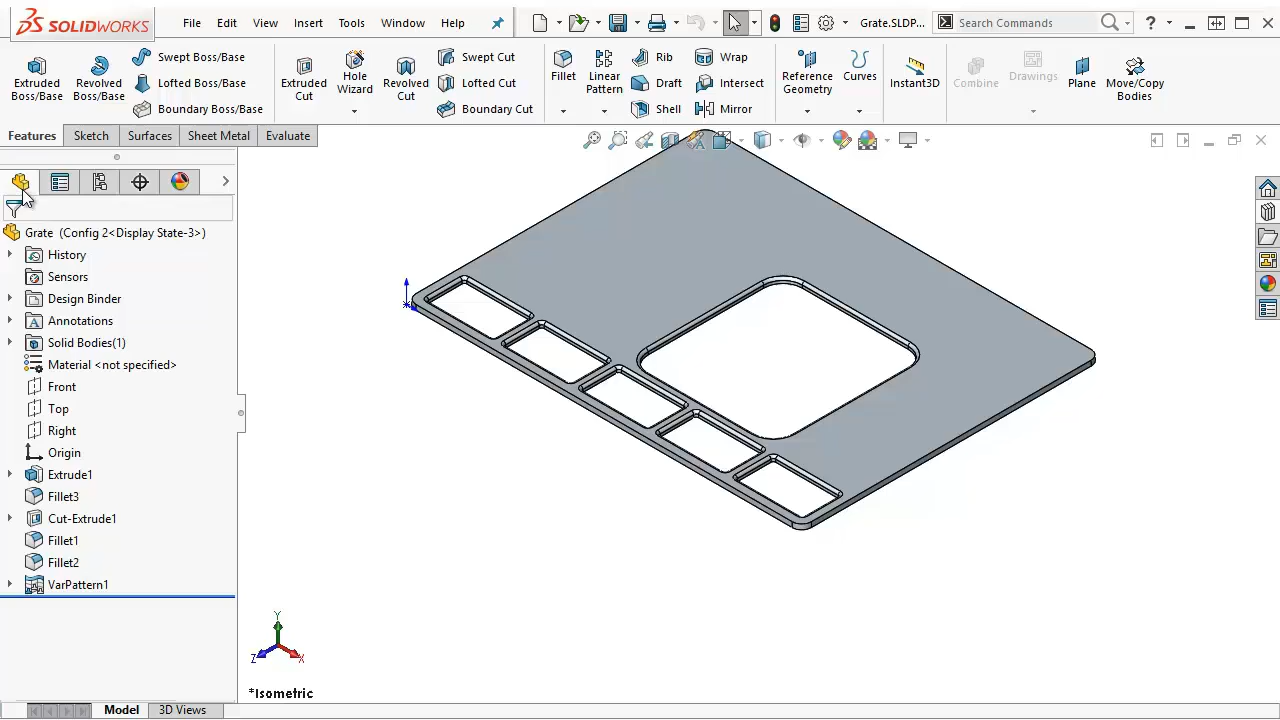 SOLIDWORKS
File Edit View Insert Tools Window Help
Grate.SLDP...
Search Commands
Extruded Boss/Base
Revolved Boss/Base
Swept Boss/Base
Lofted Boss/Base
Boundary Boss/Base
Extruded Cut
Hole Wizard
Revolved Cut
Swept Cut
Lofted Cut
Boundary Cut
Fillet
Linear Pattern
Rib
Draft
Shell
Wrap
Intersect
Mirror
Reference Geometry
Curves
Instant3D
Combine
Drawings
Plane
Move/Copy Bodies
Features Sketch Surfaces Sheet Metal Evaluate
Grate (Config 2<Display State-3>)
History
Sensors
Design Binder
Annotations
Solid Bodies(1)
Material <not specified>
Front
Top
Right
Origin
Extrude1
Fillet3
Cut-Extrude1
Fillet1
Fillet2
VarPattern1
Y
Z X
*Isometric
Model 3D Views